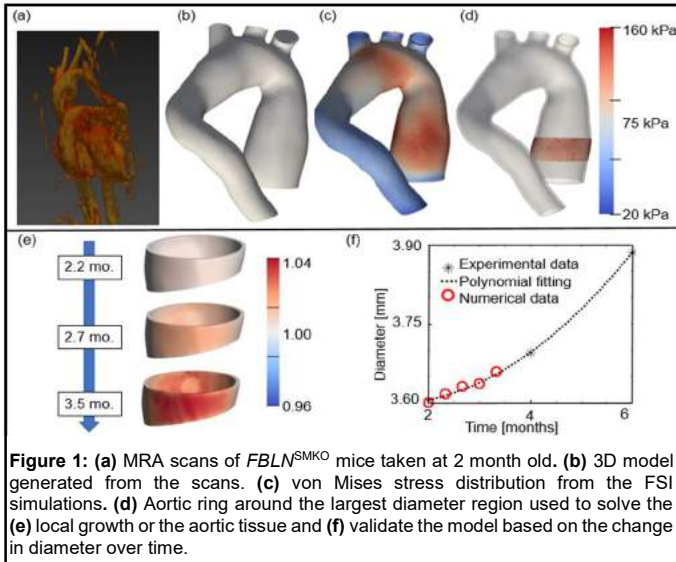 (a)
(b)
(c)
(d)
160 kPa
75 kPa
20 kPa
(e)
2.2 mo.
2.7 mo.
3.5 mo.
1.04
1.00
0.96
(f)
3.90
3.75
3.60
Diameter [mm]
Experimental data
Polynomial fitting
Numerical data
2
4
6
Time [months]
Figure 1: (a) MRA scans of FBLN^SMKO mice taken at 2 month old. (b) 3D model
generated from the scans. (c) von Mises stress distribution from the FSI
simulations. (d) Aortic ring around the largest diameter region used to solve the
(e) local growth or the aortic tissue and (f) validate the model based on the change
in diameter over time.